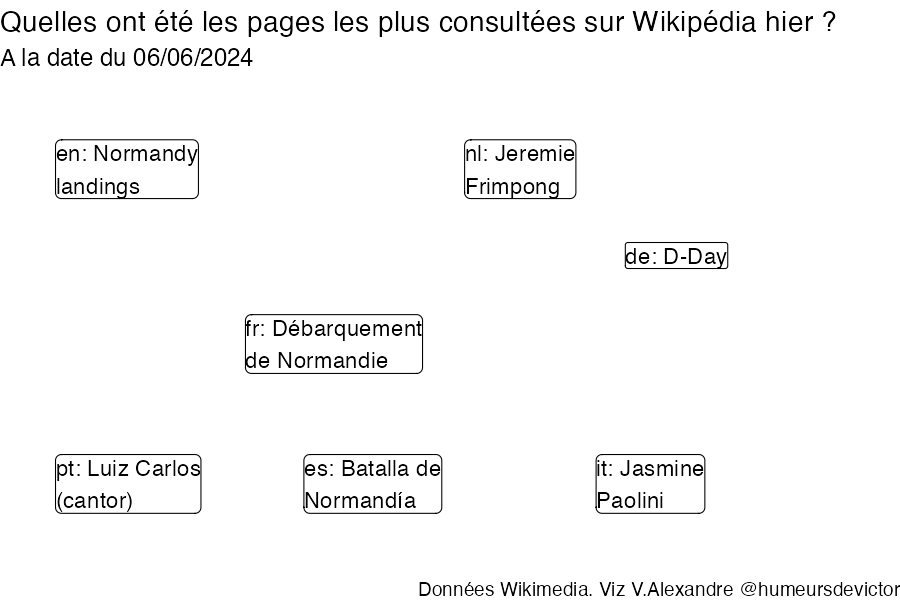 Quelles ont été les pages les plus consultées sur Wikipédia hier ?
A la date du 06/06/2024
en: Normandy
landings
nl: Jeremie
Frimpong
de: D-Day
fr: Débarquement
de Normandie
pt: Luiz Carlos
(cantor)
es: Batalla de
Normandía
it: Jasmine
Paolini
Données Wikimedia. Viz V.Alexandre @humeursdevictor